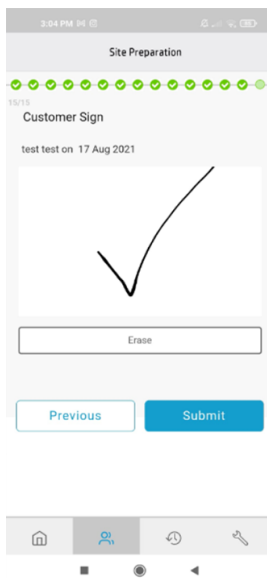 3:04 PM
Site Preparation
15/15
Customer Sign
test test on 17 Aug 2021
Erase
Previous
Submit